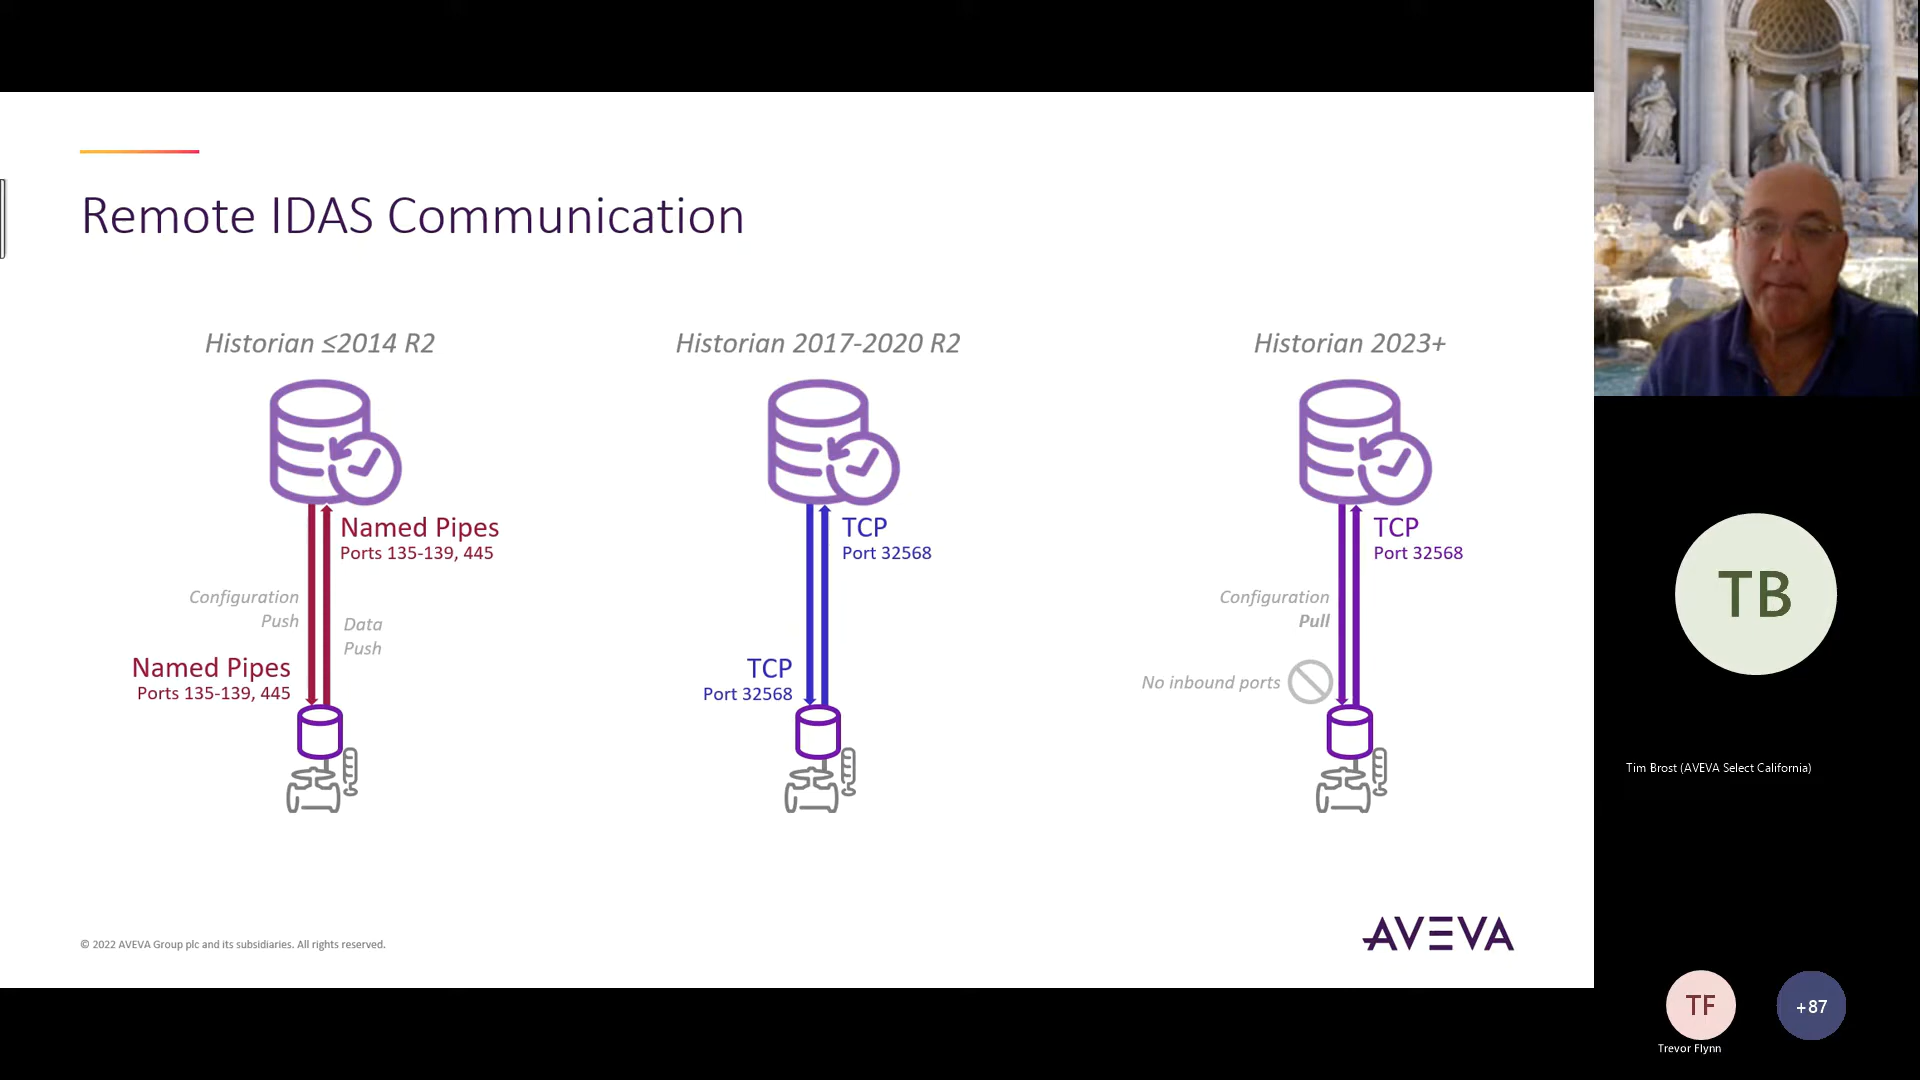 Remote IDAS Communication
Historian ≤2014 R2
Named Pipes
Ports 135-139, 445
Configuration
Push
Data
Push
Named Pipes
Ports 135-139, 445
Historian 2017-2020 R2
TCP
Port 32568
TCP
Port 32568
Historian 2023+
TCP
Port 32568
Configuration
Pull
No inbound ports
© 2022 AVEVA Group plc and its subsidiaries. All rights reserved.
AVEVA
TB
Tim Brost (AVEVA Select California)
TF
Trevor Flynn
+87